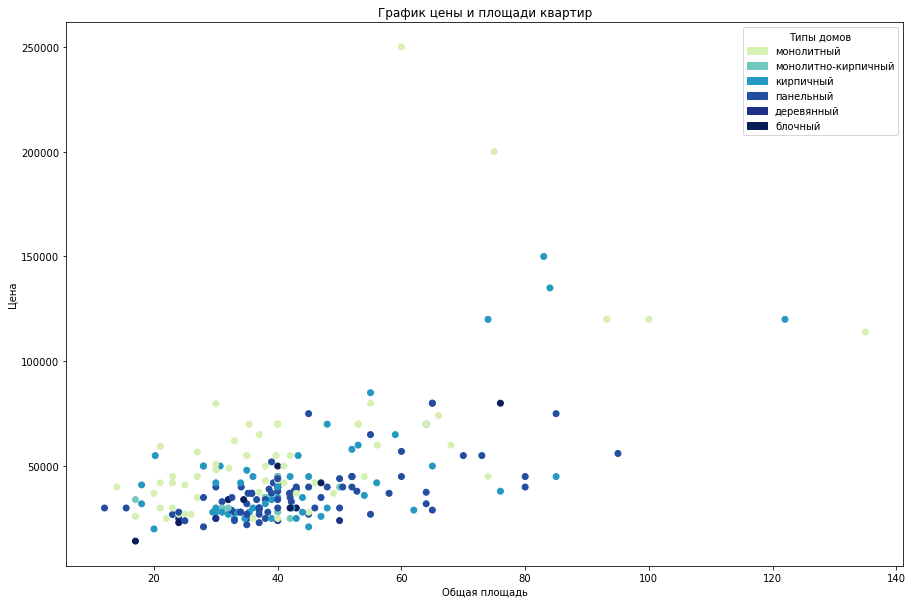 График цены и площади квартир
Типы домов
монолитный
монолитно-кирпичный
кирпичный
панельный
деревянный
блочный
250000
200000
150000
100000
50000
Цена
20 40 60 80 100 120 140
Общая площадь